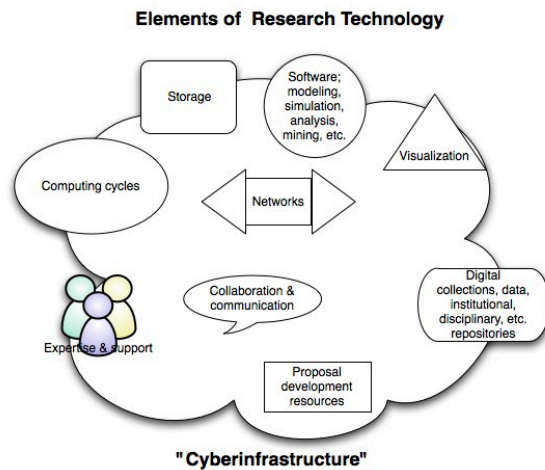 Elements of Research Technology
Storage
Software;
modeling,
simulation,
analysis,
mining, etc.
Visualization
Computing cycles
Networks
Digital
collections, data,
institutional,
disciplinary, etc.
repositories
Collaboration &
communication
Expertise & support
Proposal
development
resources
"Cyberinfrastructure"